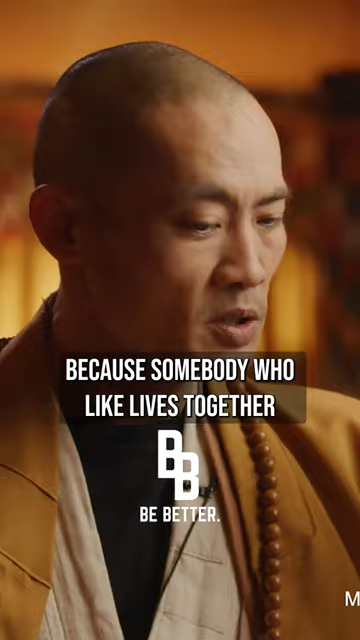 BECAUSE SOMEBODY WHO
LIKE LIVES TOGETHER
BB
BE BETTER.
M